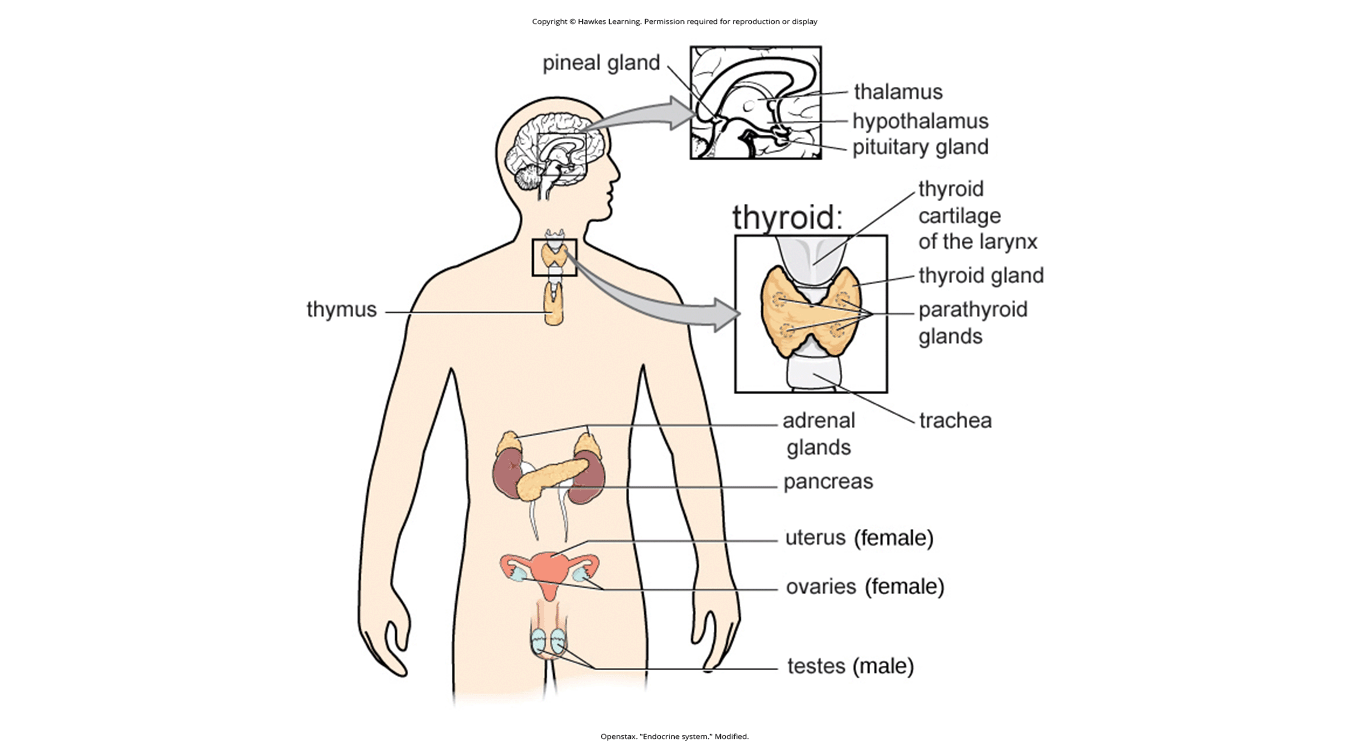 Copyright © Hawkes Learning. Permission required for reproduction or display
pineal gland
thalamus
hypothalamus
pituitary gland
thyroid
cartilage
of the larynx
thyroid:
thyroid gland
thymus
parathyroid
glands
adrenal
glands
trachea
pancreas
uterus (female)
ovaries (female)
testes (male)
Openstax. "Endocrine system." Modified.